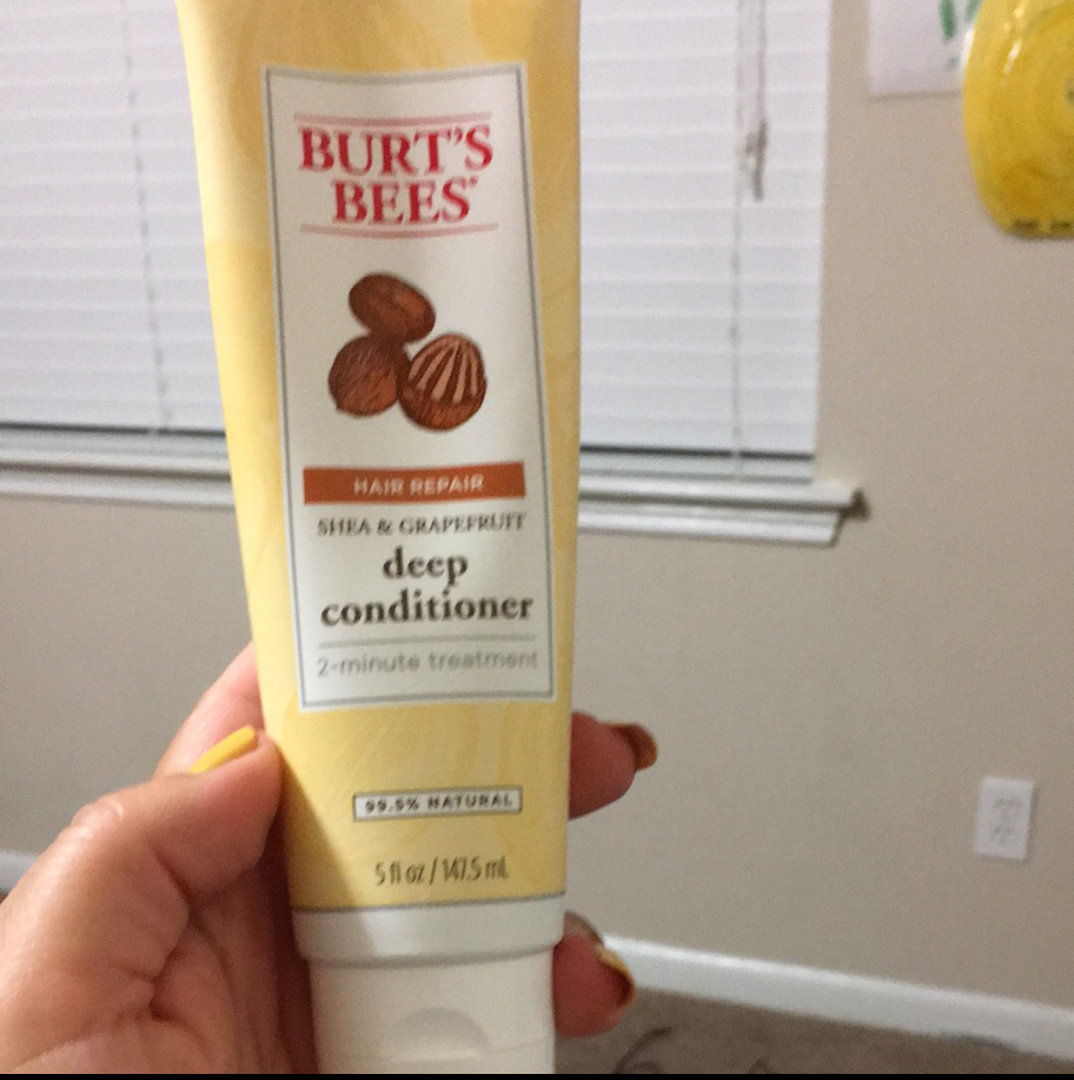 BURT'S
BEES®
HAIR REPAIR
SHEA & GRAPEFRUIT
deep
conditioner
2-minute treatment
99.5% NATURAL
5 fl oz / 147.5 mL